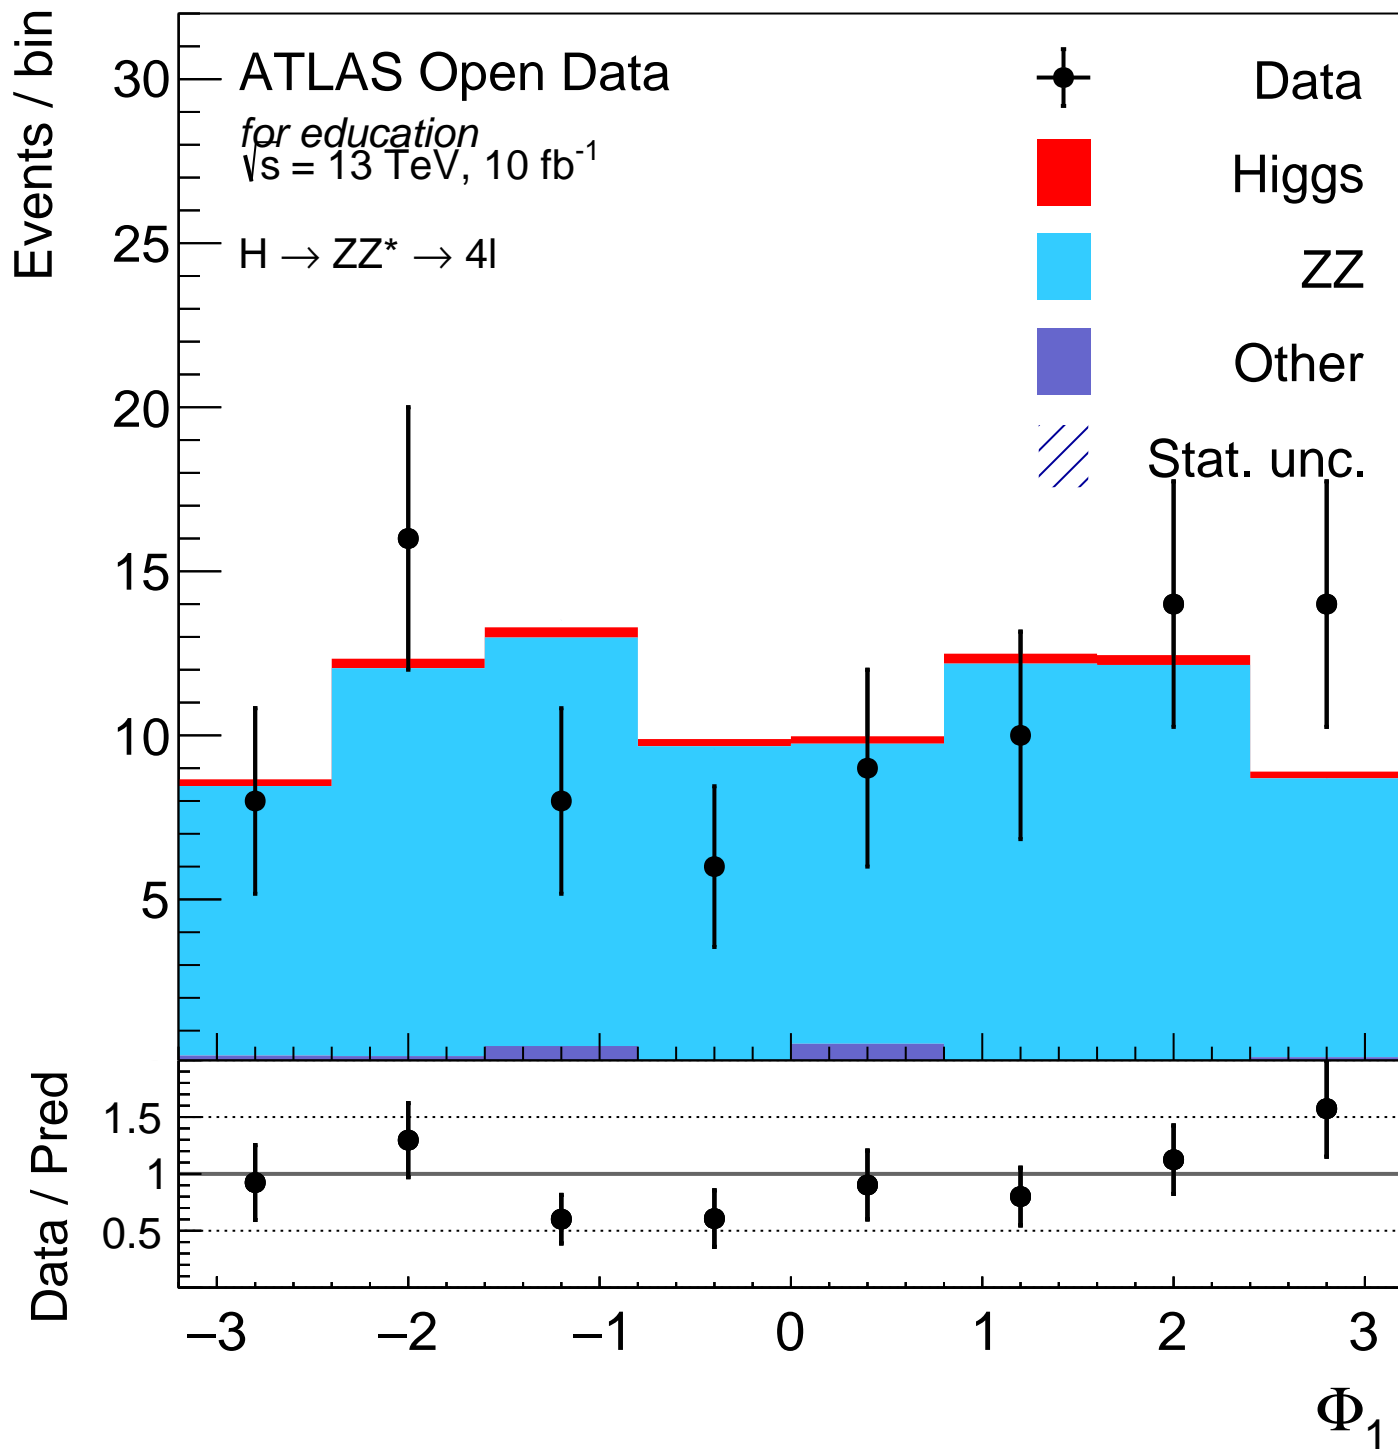 Events / bin
30
25
20
15
10
5
ATLAS Open Data
for education
√s = 13 TeV, 10 fb-1
H → ZZ* → 4l
Data
Higgs
ZZ
Other
Stat. unc.
Data / Pred
1.5
1
0.5
−3 −2 −1 0 1 2 3
Φ1